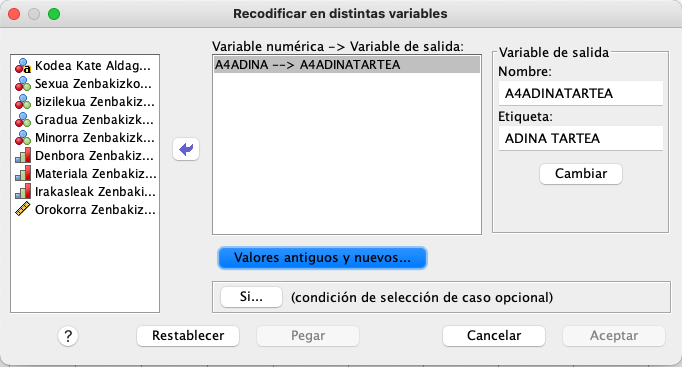 Recodificar en distintas variables
Kodea Kate Aldag...
Sexua Zenbakizko...
Bizilekua Zenbakiz...
Gradua Zenbakizk...
Minorra Zenbakizk...
Denbora Zenbakiz...
Materiala Zenbakiz...
Irakasleak Zenbaki...
Orokorra Zenbakiz...
Variable numérica -> Variable de salida:
A4ADINA --> A4ADINATARTEA
Variable de salida
Nombre:
A4ADINATARTEA
Etiqueta:
ADINA TARTEA
Cambiar
Valores antiguos y nuevos...
Si... (condición de selección de caso opcional)
? Restablecer Pegar Cancelar Aceptar